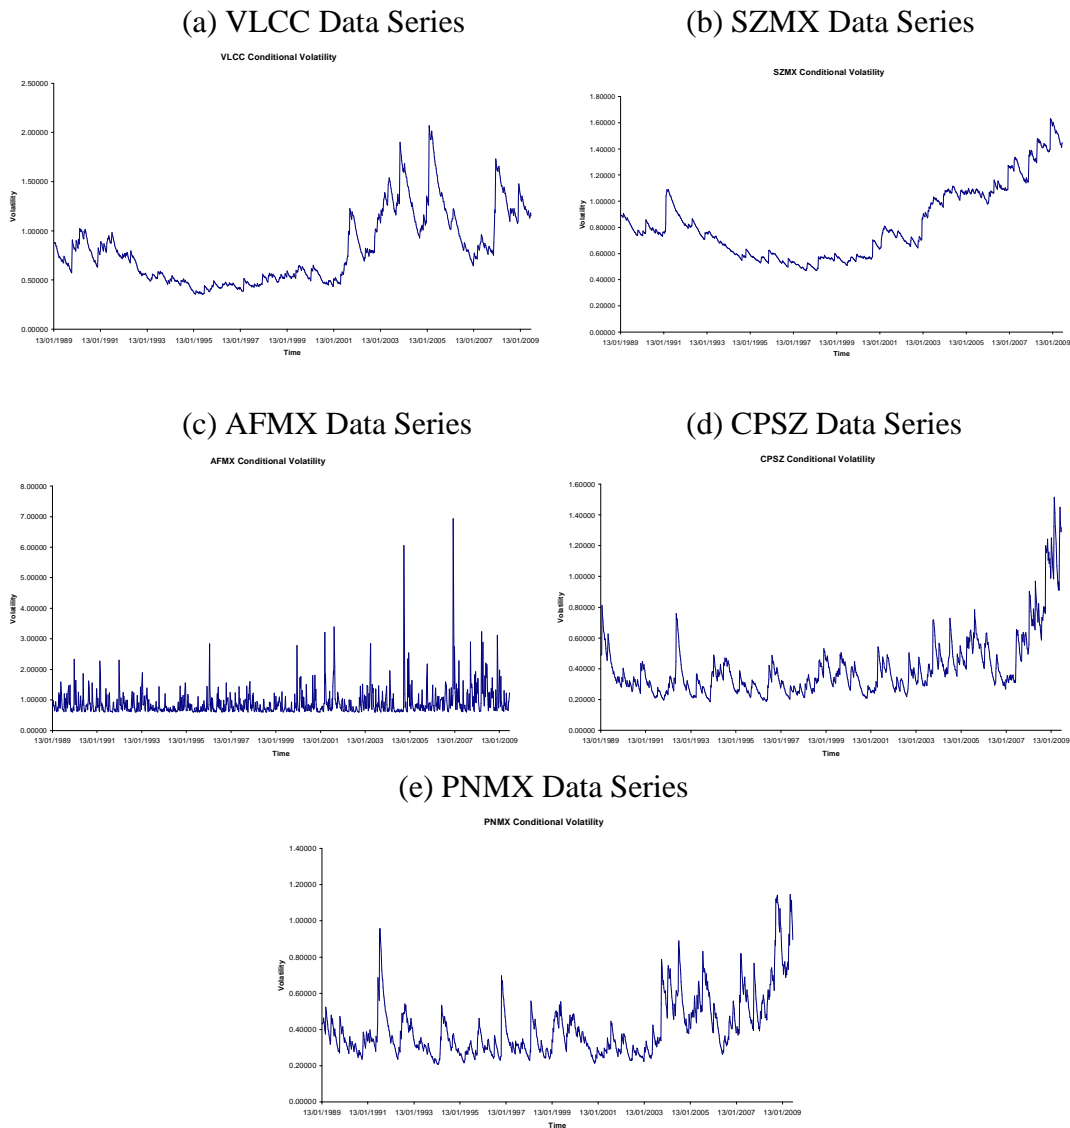 (a) VLCC Data Series
VLCC Conditional Volatility
2.50000
2.00000
1.50000
1.00000
0.50000
0.00000
Volatility
13/01/1989 13/01/1991 13/01/1993 13/01/1995 13/01/1997 13/01/1999 13/01/2001 13/01/2003 13/01/2005 13/01/2007 13/01/2009
Time
(b) SZMX Data Series
SZMX Conditional Volatility
1.80000
1.60000
1.40000
1.20000
1.00000
0.80000
0.60000
0.40000
0.20000
0.00000
Volatility
13/01/1989 13/01/1991 13/01/1993 13/01/1995 13/01/1997 13/01/1999 13/01/2001 13/01/2003 13/01/2005 13/01/2007 13/01/2009
Time
(c) AFMX Data Series
AFMX Conditional Volatility
8.00000
7.00000
6.00000
5.00000
4.00000
3.00000
2.00000
1.00000
0.00000
Volatility
13/01/1989 13/01/1991 13/01/1993 13/01/1995 13/01/1997 13/01/1999 13/01/2001 13/01/2003 13/01/2005 13/01/2007 13/01/2009
Time
(d) CPSZ Data Series
CPSZ Conditional Volatility
1.60000
1.40000
1.20000
1.00000
0.80000
0.60000
0.40000
0.20000
0.00000
Volatility
13/01/1989 13/01/1991 13/01/1993 13/01/1995 13/01/1997 13/01/1999 13/01/2001 13/01/2003 13/01/2005 13/01/2007 13/01/2009
Time
(e) PNMX Data Series
PNMX Conditional Volatility
1.40000
1.20000
1.00000
0.80000
0.60000
0.40000
0.20000
0.00000
Volatility
13/01/1989 13/01/1991 13/01/1993 13/01/1995 13/01/1997 13/01/1999 13/01/2001 13/01/2003 13/01/2005 13/01/2007 13/01/2009
Time